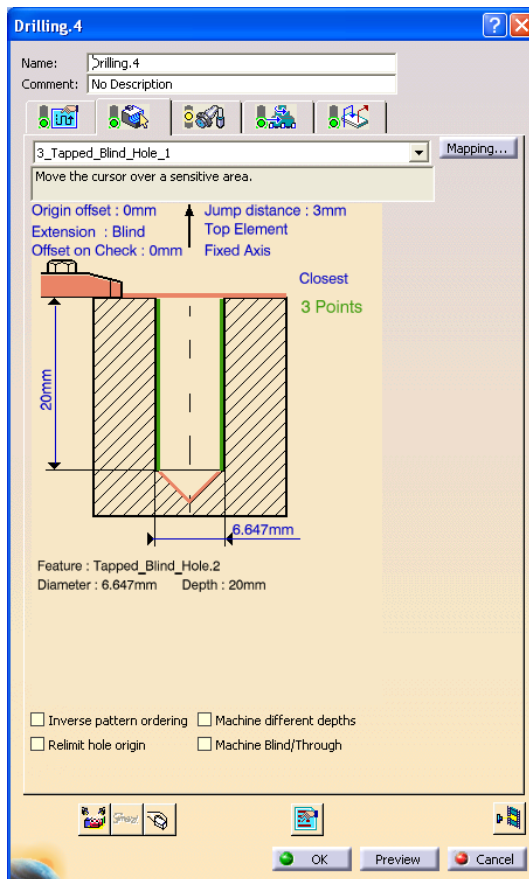 Drilling.4
Name: Drilling.4
Comment: No Description
3_Tapped_Blind_Hole_1 Mapping...
Move the cursor over a sensitive area.
Origin offset : 0mm Jump distance : 3mm
Extension : Blind Top Element
Offset on Check : 0mm Fixed Axis
Closest
3 Points
20mm
6.647mm
Feature : Tapped_Blind_Hole.2
Diameter : 6.647mm Depth : 20mm
Inverse pattern ordering Machine different depths
Relimit hole origin Machine Blind/Through
OK Preview Cancel